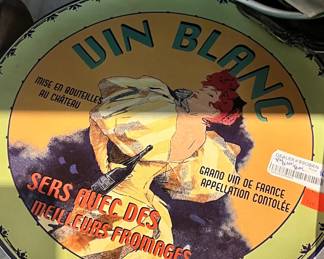 VIN BLANC
MISE EN BOUTEILLES
AU CHÂTEAU
GRAND VIN DE FRANCE
APPELLATION CONTOLÉE
SERS AVEC DES
MEILLEURS FROMAGES